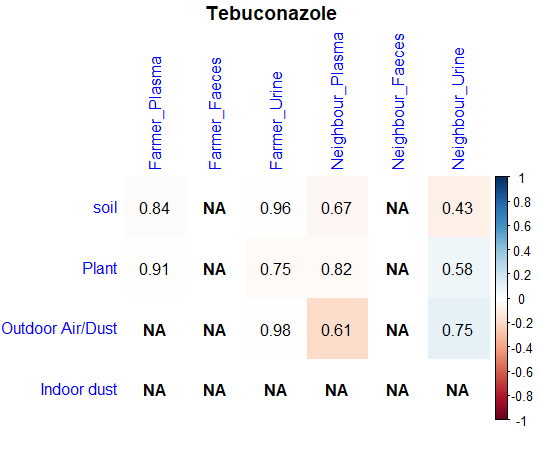 Tebuconazole
Farmer_Plasma
Farmer_Faeces
Farmer_Urine
Neighbour_Plasma
Neighbour_Faeces
Neighbour_Urine
soil 0.84 NA 0.96 0.67 NA 0.43
Plant 0.91 NA 0.75 0.82 NA 0.58
Outdoor Air/Dust NA NA 0.98 0.61 NA 0.75
Indoor dust NA NA NA NA NA NA
1
0.8
0.6
0.4
0.2
0
-0.2
-0.4
-0.6
-0.8
-1